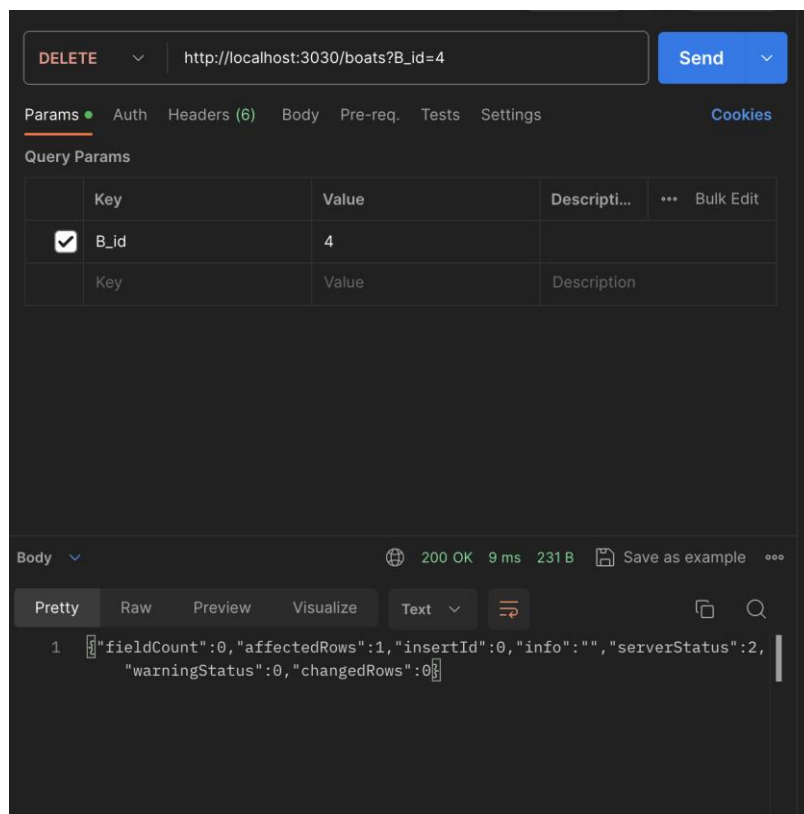 DELETE http://localhost:3030/boats?B_id=4 Send
Params Auth Headers (6) Body Pre-req. Tests Settings Cookies
Query Params
Key Value Descripti... ••• Bulk Edit
B_id 4
Key Value Description
Body 200 OK 9 ms 231 B Save as example
Pretty Raw Preview Visualize Text
1 {"fieldCount":0,"affectedRows":1,"insertId":0,"info":"","serverStatus":2,
"warningStatus":0,"changedRows":0}